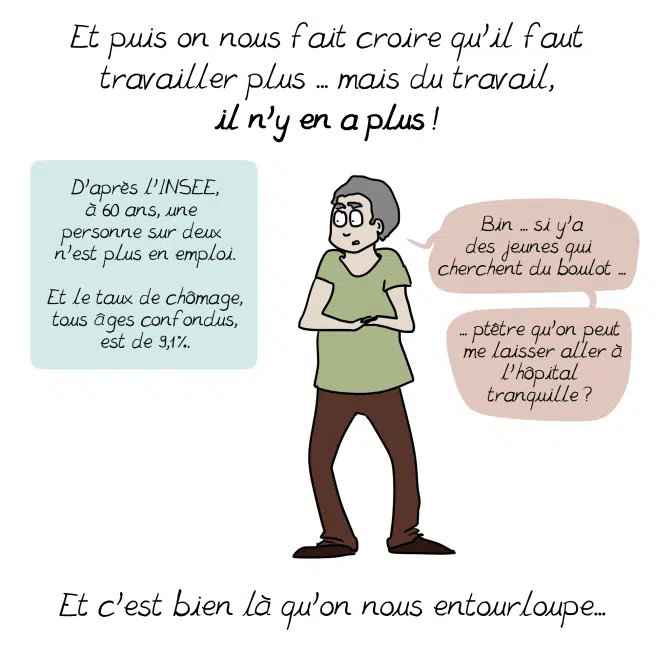 Et puis on nous fait croire qu'il faut
travailler plus ... mais du travail,
il n'y en a plus !
D'après l'INSEE,
à 60 ans, une
personne sur deux
n'est plus en emploi.
Et le taux de chômage,
tous âges confondus,
est de 9,1%.
Bin ... si y'a
des jeunes qui
cherchent du boulot ...
... ptêtre qu'on peut
me laisser aller à
l'hôpital
tranquille ?
Et c'est bien là qu'on nous entourloupe...